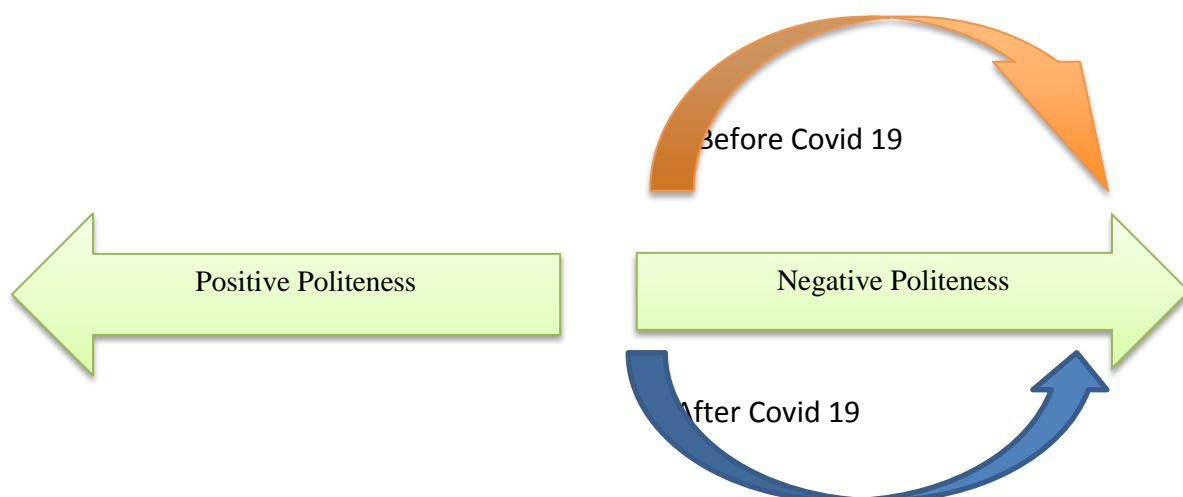 Before Covid 19
Positive Politeness
Negative Politeness
After Covid 19